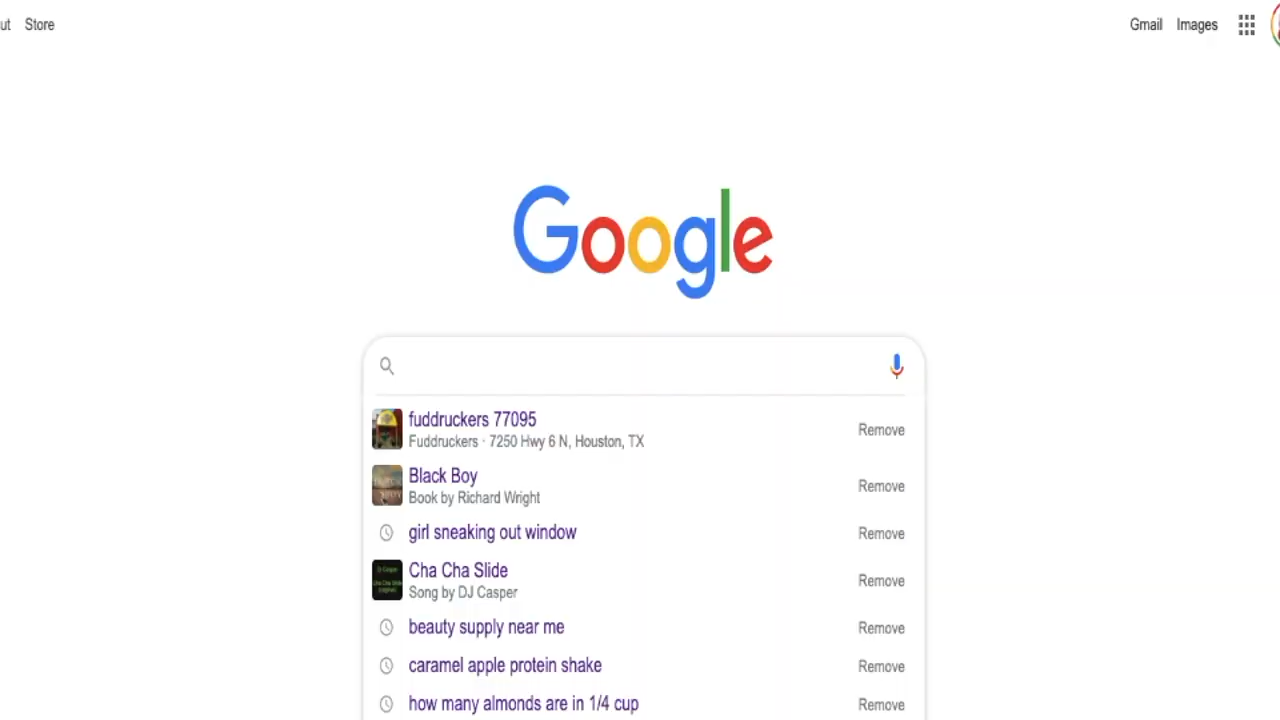 ut Store
Gmail Images
Google
fuddruckers 77095
Remove
Fuddruckers · 7250 Hwy 6 N, Houston, TX
Black Boy
Remove
Book by Richard Wright
girl sneaking out window
Remove
Cha Cha Slide
Remove
Song by DJ Casper
beauty supply near me
Remove
caramel apple protein shake
Remove
how many almonds are in 1/4 cup
Remove